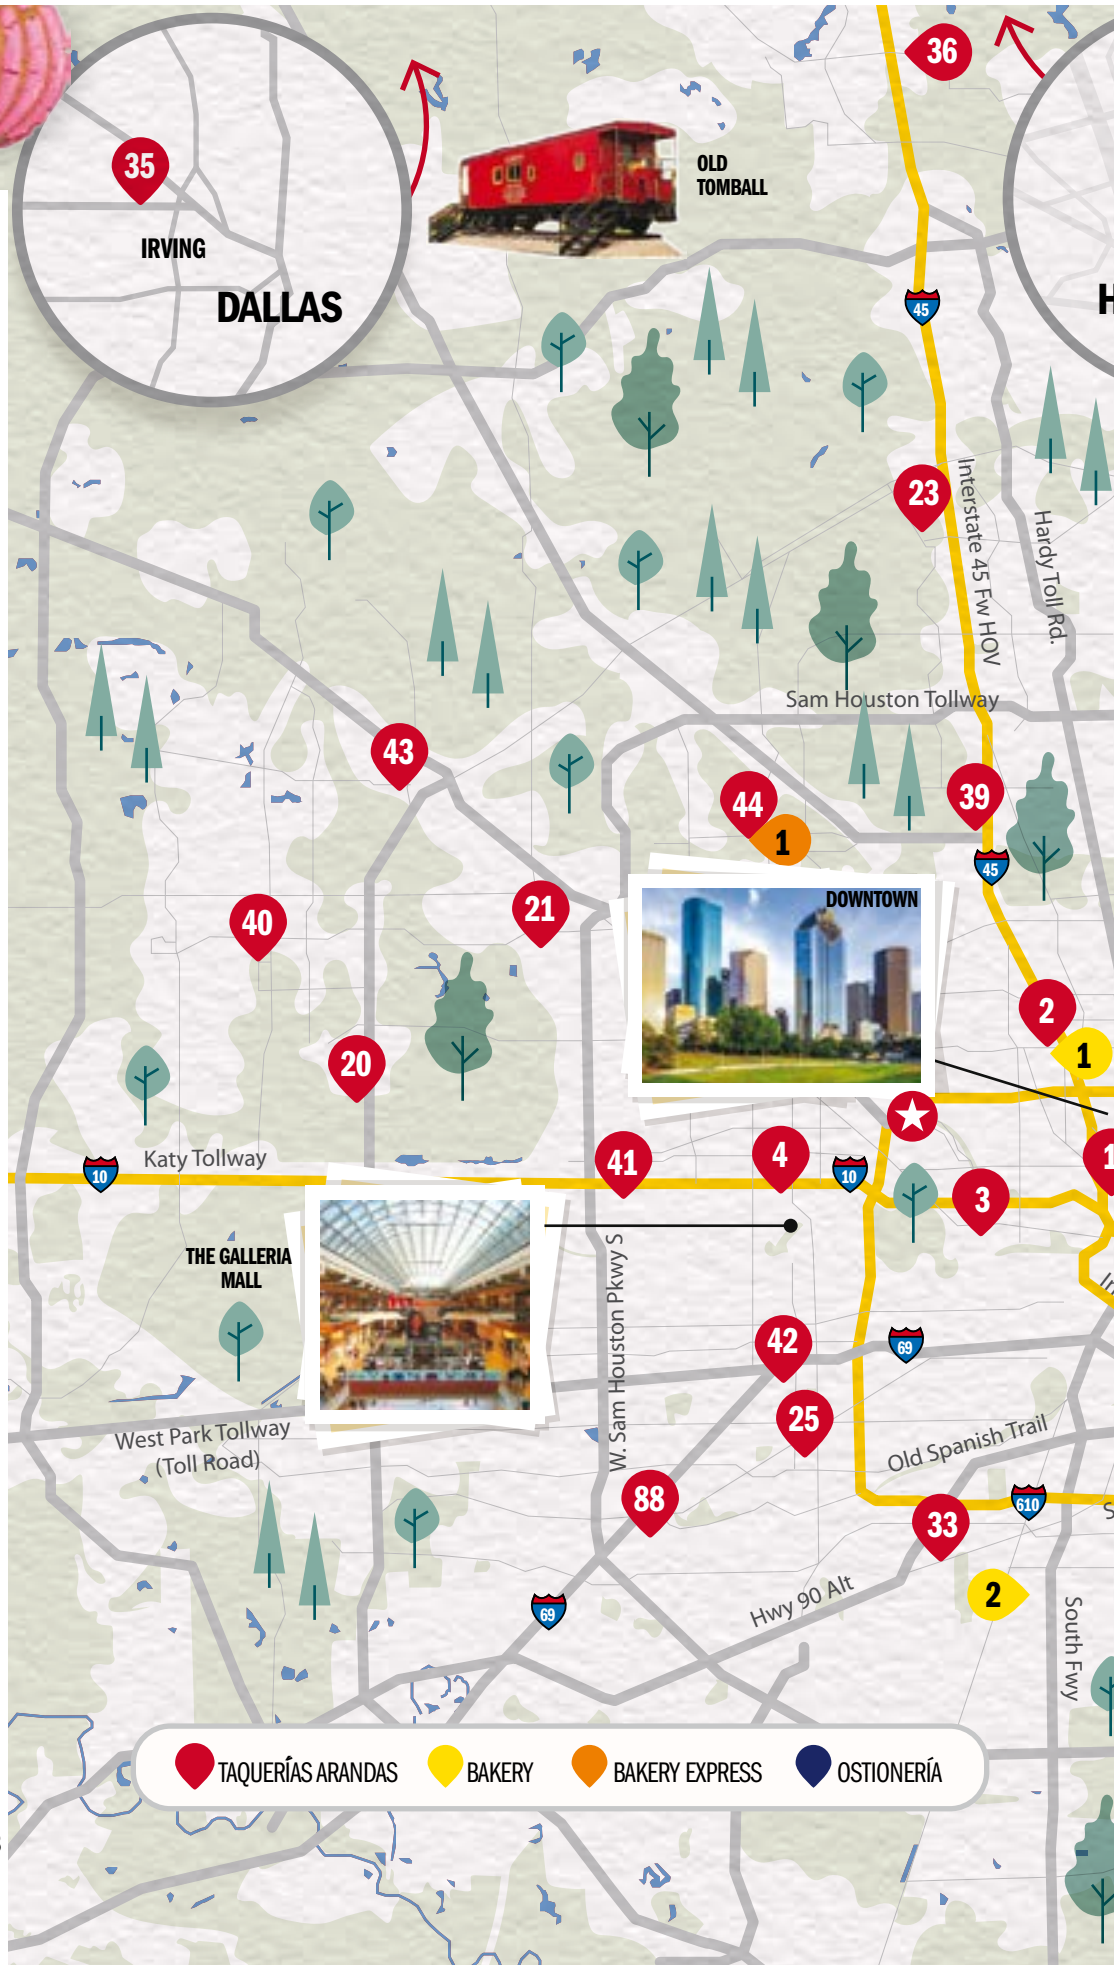 36
35
OLD
TOMBALL
IRVING
DALLAS
H
45
23
Interstate 45 Fw HOV
Hardy Toll Rd.
Sam Houston Tollway
43
44
39
1
45
DOWNTOWN
40
21
2
1
20
Katy Tollway
10
41
4
10
3
1
THE GALLERIA
MALL
W. Sam Houston Pkwy S
In
42
69
25
West Park Tollway
(Toll Road)
Old Spanish Trail
88
33
610
S
2
69
Hwy 90 Alt
South Fwy
TAQUERÍAS ARANDAS
BAKERY
BAKERY EXPRESS
OSTIONERÍA